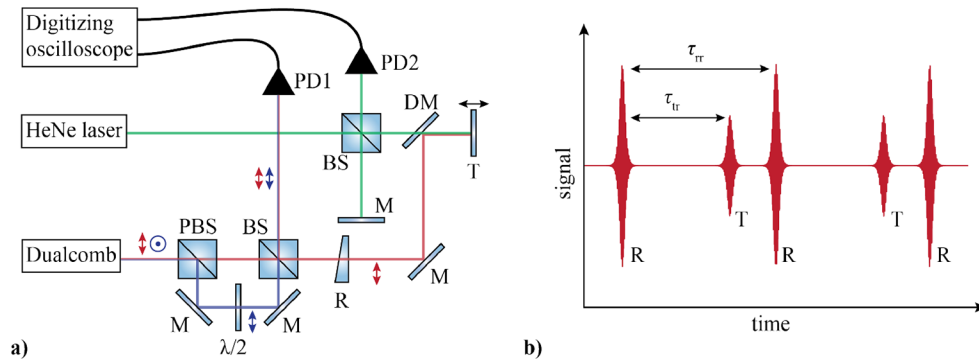 Digitizing
oscilloscope
PD1
PD2
HeNe laser
DM
BS
T
M
Dualcomb
PBS
BS
R
M
M
λ/2
M
a)
signal
τrr
τtr
T
T
R
R
R
time
b)